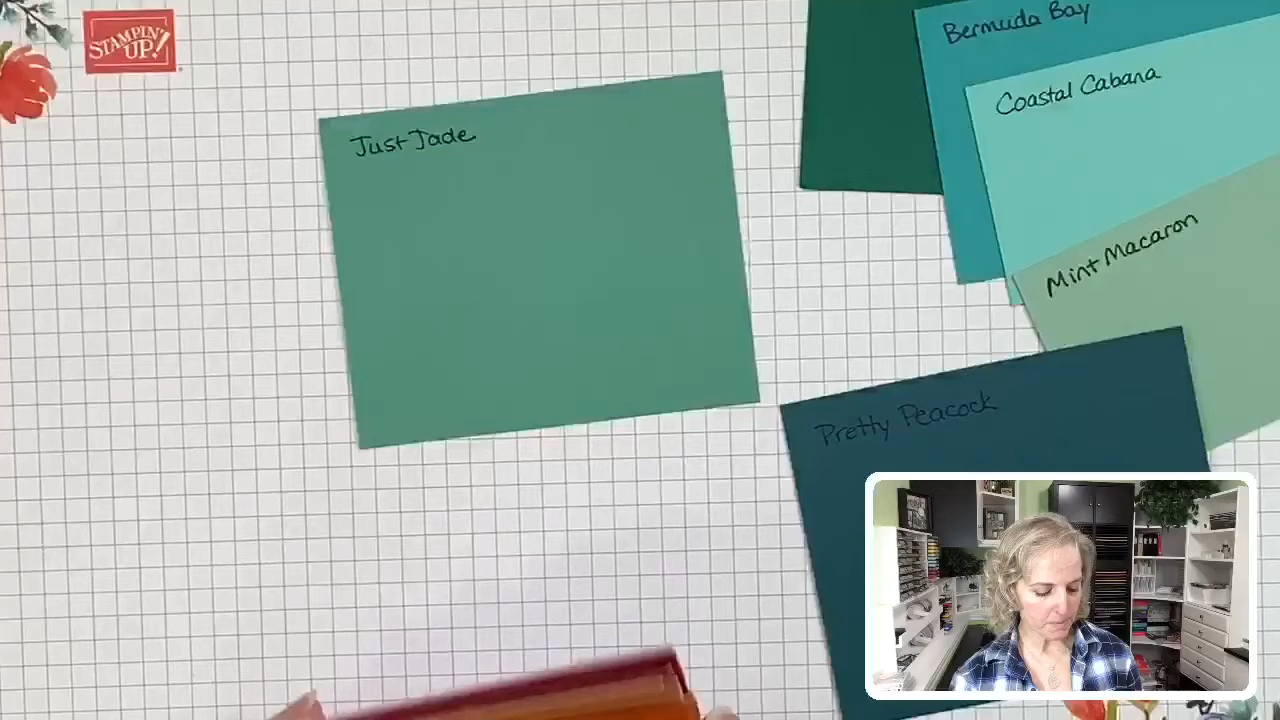 STAMPIN'
UP!
Just Jade
Bermuda Bay
Coastal Cabana
Mint Macaron
Pretty Peacock